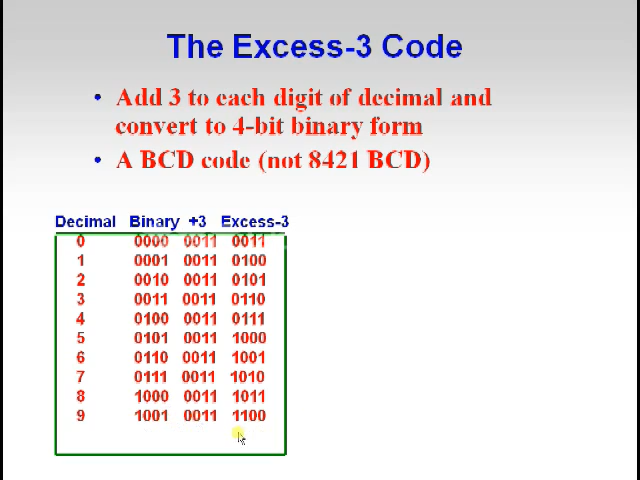 The Excess-3 Code
• Add 3 to each digit of decimal and
convert to 4-bit binary form
• A BCD code (not 8421 BCD)
Decimal Binary +3 Excess-3
0 0000 0011 0011
1 0001 0011 0100
2 0010 0011 0101
3 0011 0011 0110
4 0100 0011 0111
5 0101 0011 1000
6 0110 0011 1001
7 0111 0011 1010
8 1000 0011 1011
9 1001 0011 1100